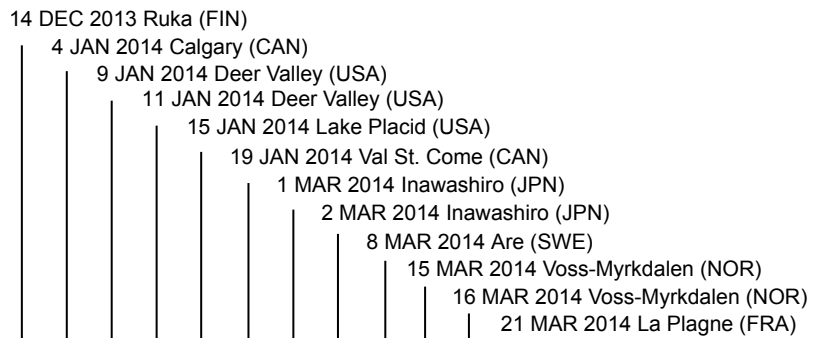 14 DEC 2013 Ruka (FIN)
4 JAN 2014 Calgary (CAN)
9 JAN 2014 Deer Valley (USA)
11 JAN 2014 Deer Valley (USA)
15 JAN 2014 Lake Placid (USA)
19 JAN 2014 Val St. Come (CAN)
1 MAR 2014 Inawashiro (JPN)
2 MAR 2014 Inawashiro (JPN)
8 MAR 2014 Are (SWE)
15 MAR 2014 Voss-Myrkdalen (NOR)
16 MAR 2014 Voss-Myrkdalen (NOR)
21 MAR 2014 La Plagne (FRA)